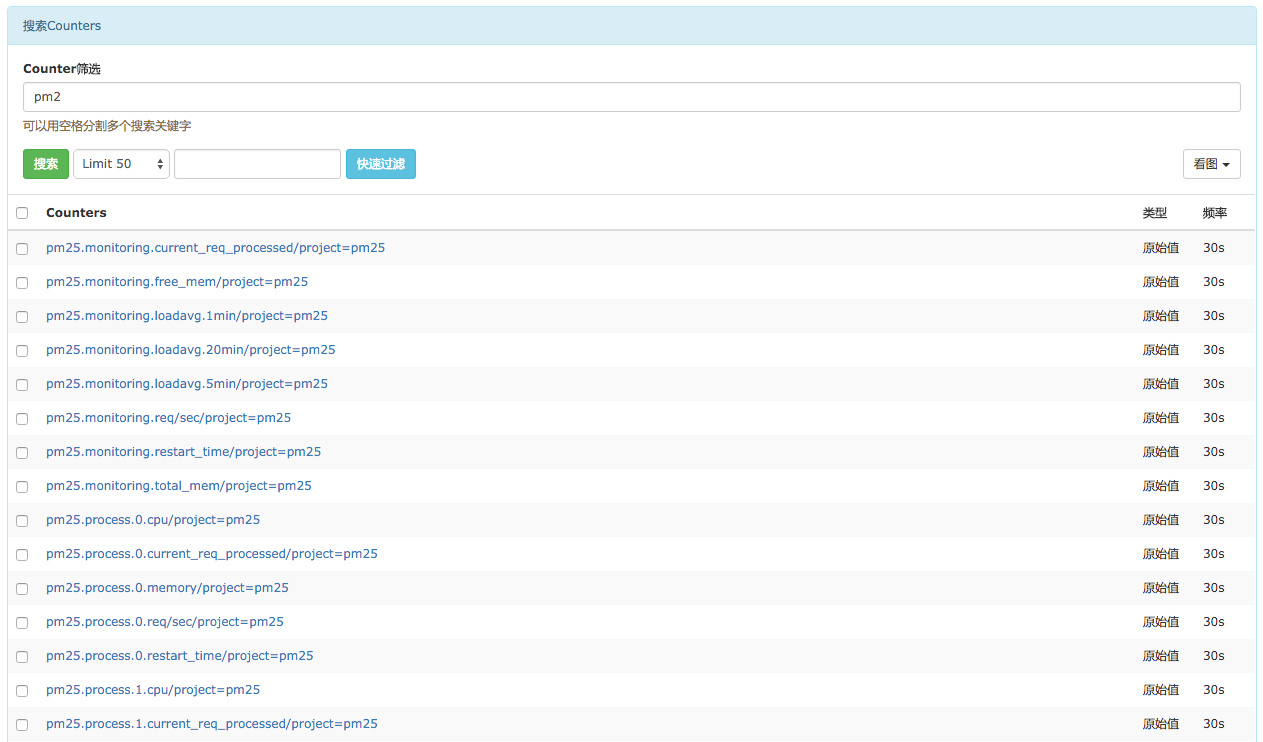 搜索Counters
Counter筛选
pm2
可以用空格分割多个搜索关键字
搜索 Limit 50 快速过滤 看图
Counters 类型 频率
pm25.monitoring.current_req_processed/project=pm25 原始值 30s
pm25.monitoring.free_mem/project=pm25 原始值 30s
pm25.monitoring.loadavg.1min/project=pm25 原始值 30s
pm25.monitoring.loadavg.20min/project=pm25 原始值 30s
pm25.monitoring.loadavg.5min/project=pm25 原始值 30s
pm25.monitoring.req/sec/project=pm25 原始值 30s
pm25.monitoring.restart_time/project=pm25 原始值 30s
pm25.monitoring.total_mem/project=pm25 原始值 30s
pm25.process.0.cpu/project=pm25 原始值 30s
pm25.process.0.current_req_processed/project=pm25 原始值 30s
pm25.process.0.memory/project=pm25 原始值 30s
pm25.process.0.req/sec/project=pm25 原始值 30s
pm25.process.0.restart_time/project=pm25 原始值 30s
pm25.process.1.cpu/project=pm25 原始值 30s
pm25.process.1.current_req_processed/project=pm25 原始值 30s